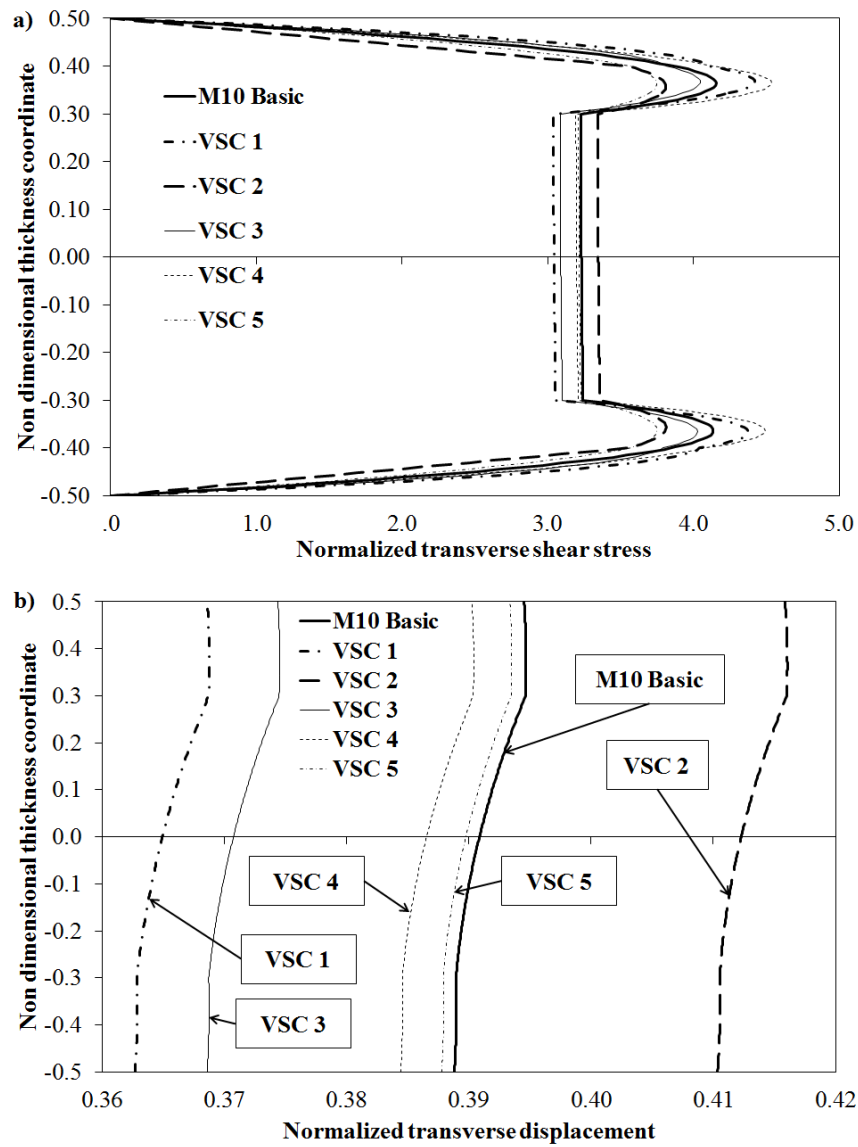 a)
Non dimensional thickness coordinate
0.50
0.40
0.30
0.20
0.10
0.00
-0.10
-0.20
-0.30
-0.40
-0.50
M10 Basic
VSC 1
VSC 2
VSC 3
VSC 4
VSC 5
.0
1.0
2.0
3.0
4.0
5.0
Normalized transverse shear stress
b)
Non dimensional thickness coordinate
0.5
0.4
0.3
0.2
0.1
0.0
-0.1
-0.2
-0.3
-0.4
-0.5
M10 Basic
VSC 1
VSC 2
VSC 3
VSC 4
VSC 5
M10 Basic
VSC 2
VSC 4
VSC 5
VSC 1
VSC 3
0.36
0.37
0.38
0.39
0.40
0.41
0.42
Normalized transverse displacement